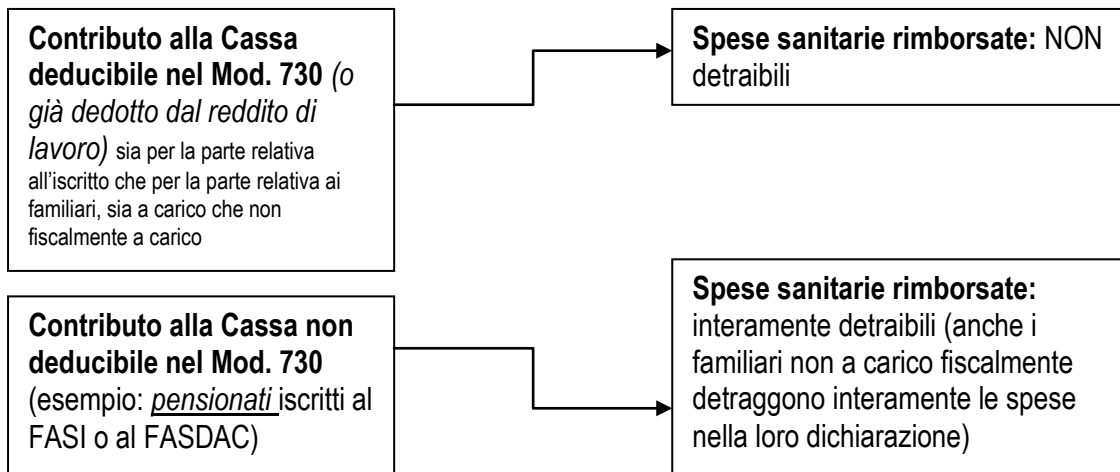 Contributo alla Cassa
deducibile nel Mod. 730 (o
già dedotto dal reddito di
lavoro) sia per la parte relativa
all'iscritto che per la parte relativa ai
familiari, sia a carico che non
fiscalmente a carico
Spese sanitarie rimborsate: NON
detraibili
Contributo alla Cassa non
deducibile nel Mod. 730
(esempio: pensionati iscritti al
FASI o al FASDAC)
Spese sanitarie rimborsate:
interamente detraibili (anche i
familiari non a carico fiscalmente
detraggono interamente le spese
nella loro dichiarazione)